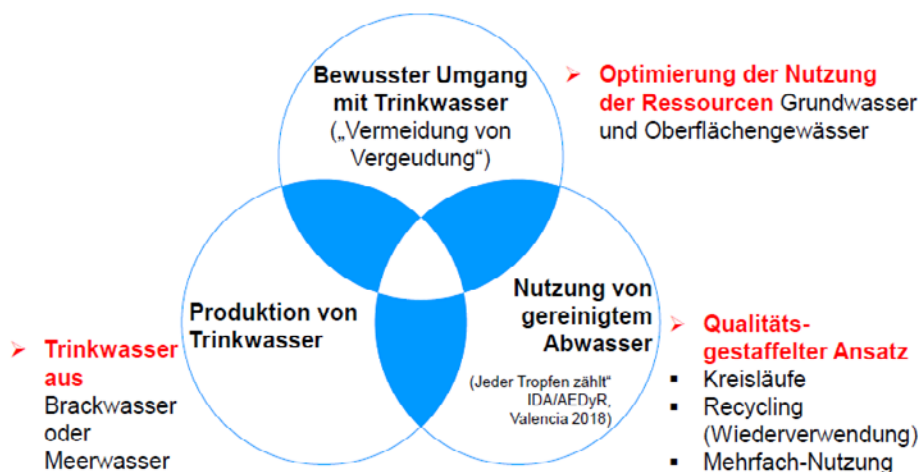 Bewusster Umgang
mit Trinkwasser
(„Vermeidung von
Vergeudung“)
➢ Optimierung der Nutzung
der Ressourcen Grundwasser
und Oberflächengewässer
Produktion von
Trinkwasser
➢ Trinkwasser
aus
Brackwasser
oder
Meerwasser
Nutzung von
gereinigtem
Abwasser
(Jeder Tropfen zählt“
IDA/AEDyR,
Valencia 2018)
➢ Qualitäts-
gestaffelter Ansatz
▪ Kreisläufe
▪ Recycling
(Wiederverwendung)
▪ Mehrfach-Nutzung